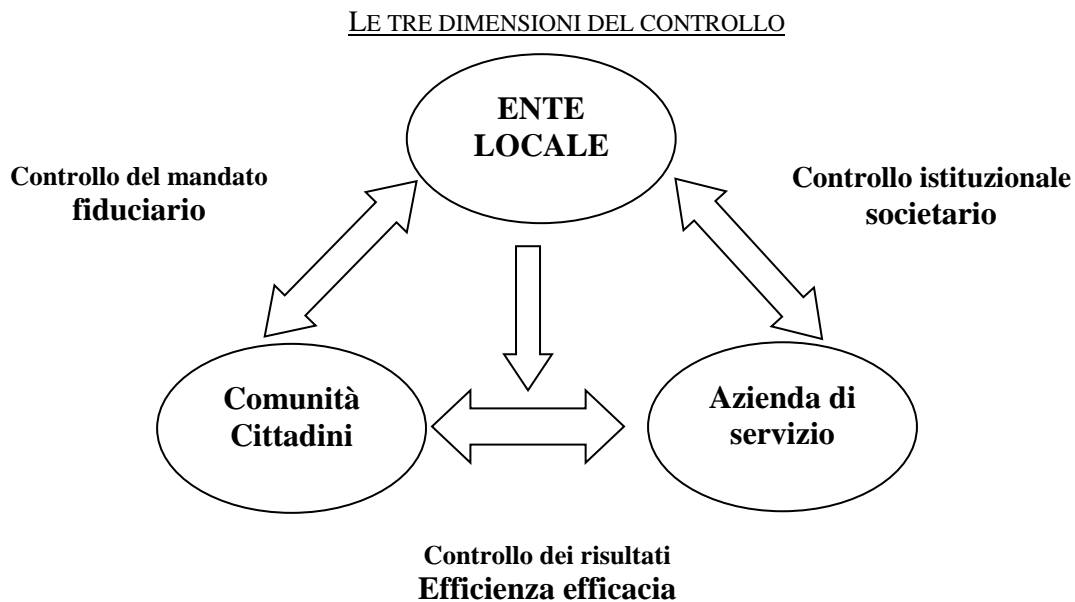 LE TRE DIMENSIONI DEL CONTROLLO
ENTE
LOCALE
Controllo del mandato
fiduciario
Controllo istituzionale
societario
Comunità
Cittadini
Azienda di
servizio
Controllo dei risultati
Efficienza efficacia